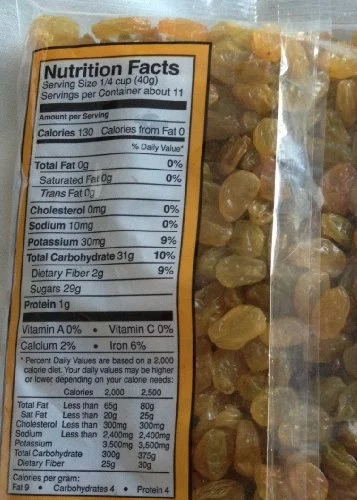 Nutrition Facts
Serving Size 1/4 cup (40g)
Servings per Container about 11
Amount per Serving
Calories 130 Calories from Fat 0
% Daily Value*
Total Fat 0g 0%
Saturated Fat 0g 0%
Trans Fat 0g
Cholesterol 0mg 0%
Sodium 10mg 0%
Potassium 30mg 9%
Total Carbohydrate 31g 10%
Dietary Fiber 2g 9%
Sugars 29g
Protein 1g
Vitamin A 0% • Vitamin C 0%
Calcium 2% • Iron 6%
* Percent Daily Values are based on a 2,000
calorie diet. Your daily values may be higher
or lower depending on your calorie needs:
Calories 2,000 2,500
Total Fat Less than 65g 80g
Sat Fat Less than 20g 25g
Cholesterol Less than 300mg 300mg
Sodium Less than 2,400mg 2,400mg
Potassium 3,500mg 3,500mg
Total Carbohydrate 300g 375g
Dietary Fiber 25g 30g
Calories per gram:
Fat 9 • Carbohydrates 4 • Protein 4